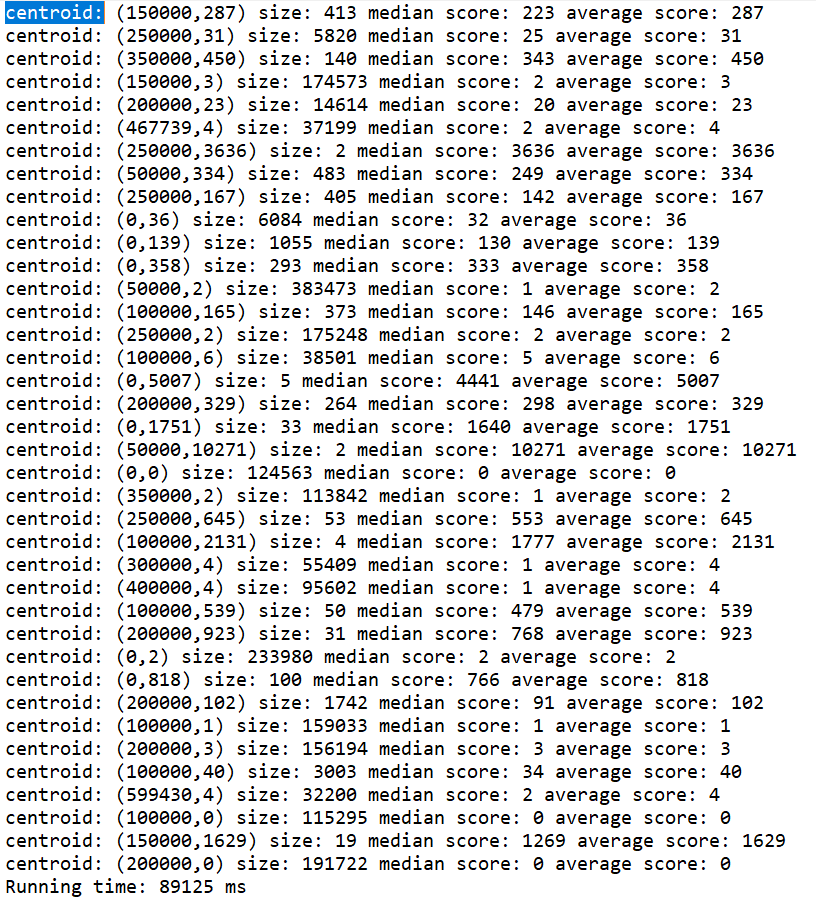 centroid: (150000,287) size: 413 median score: 223 average score: 287
centroid: (250000,31) size: 5820 median score: 25 average score: 31
centroid: (350000,450) size: 140 median score: 343 average score: 450
centroid: (150000,3) size: 174573 median score: 2 average score: 3
centroid: (200000,23) size: 14614 median score: 20 average score: 23
centroid: (467739,4) size: 37199 median score: 2 average score: 4
centroid: (250000,3636) size: 2 median score: 3636 average score: 3636
centroid: (50000,334) size: 483 median score: 249 average score: 334
centroid: (250000,167) size: 405 median score: 142 average score: 167
centroid: (0,36) size: 6084 median score: 32 average score: 36
centroid: (0,139) size: 1055 median score: 130 average score: 139
centroid: (0,358) size: 293 median score: 333 average score: 358
centroid: (50000,2) size: 383473 median score: 1 average score: 2
centroid: (100000,165) size: 373 median score: 146 average score: 165
centroid: (250000,2) size: 175248 median score: 2 average score: 2
centroid: (100000,6) size: 38501 median score: 5 average score: 6
centroid: (0,5007) size: 5 median score: 4441 average score: 5007
centroid: (200000,329) size: 264 median score: 298 average score: 329
centroid: (0,1751) size: 33 median score: 1640 average score: 1751
centroid: (50000,10271) size: 2 median score: 10271 average score: 10271
centroid: (0,0) size: 124563 median score: 0 average score: 0
centroid: (350000,2) size: 113842 median score: 1 average score: 2
centroid: (250000,645) size: 53 median score: 553 average score: 645
centroid: (100000,2131) size: 4 median score: 1777 average score: 2131
centroid: (300000,4) size: 55409 median score: 1 average score: 4
centroid: (400000,4) size: 95602 median score: 1 average score: 4
centroid: (100000,539) size: 50 median score: 479 average score: 539
centroid: (200000,923) size: 31 median score: 768 average score: 923
centroid: (0,2) size: 233980 median score: 2 average score: 2
centroid: (0,818) size: 100 median score: 766 average score: 818
centroid: (200000,102) size: 1742 median score: 91 average score: 102
centroid: (100000,1) size: 159033 median score: 1 average score: 1
centroid: (200000,3) size: 156194 median score: 3 average score: 3
centroid: (100000,40) size: 3003 median score: 34 average score: 40
centroid: (599430,4) size: 32200 median score: 2 average score: 4
centroid: (100000,0) size: 115295 median score: 0 average score: 0
centroid: (150000,1629) size: 19 median score: 1269 average score: 1629
centroid: (200000,0) size: 191722 median score: 0 average score: 0
Running time: 89125 ms